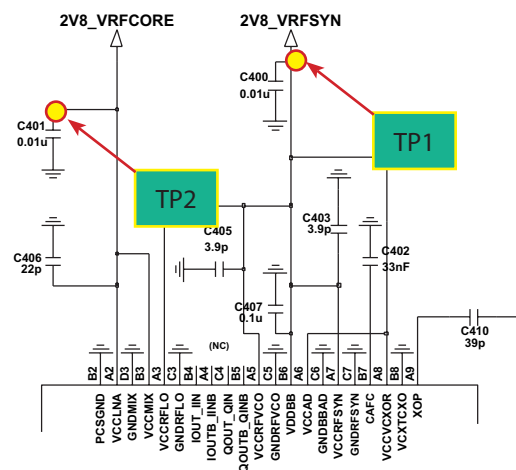 2V8_VRFCORE
2V8_VRFSYN
C400
0.01u
C401
0.01u
TP1
TP2
C405
3.9p
C403
3.9p
C402
33nF
C406
22p
C407
0.1u
C410
39p
(NC)
B2
A2
D3
B3
A3
C3
B4
A4
C4
B5
A5
C5
B6
A6
C6
A7
C7
B7
A8
B8
A9
PCSGND
VCCLNA
GNDMIX
VCCMIX
VCCRFLO
GNDRFLO
IOUT_IIN
IOUTB_IINB
QOUT_QIN
QOUTB_QINB
VCCRFVCO
GNDRFVCO
VDDBB
VCCAD
GNDBBAD
VCCRFSYN
GNDRFSYN
CAFC
VCCVCXOR
VCXTCXO
XOP